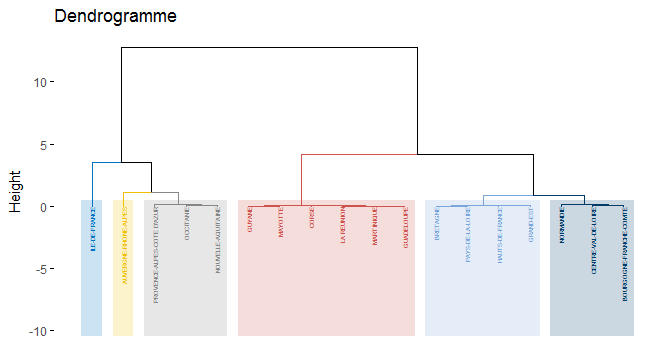 Dendrogramme
Height
10
5
0
-5
-10
ILE-DE-FRANCE
AUVERGNE-RHONE-ALPES
PROVENCE-ALPES-COTE D'AZUR
OCCITANIE
NOUVELLE-AQUITAINE
GUYANE
MAYOTTE
CORSE
LA REUNION
MARTINIQUE
GUADELOUPE
BRETAGNE
PAYS-DE-LA-LOIRE
HAUTS-DE-FRANCE
GRAND-EST
NORMANDIE
CENTRE-VAL-DE-LOIRE
BOURGOGNE-FRANCHE-COMTE